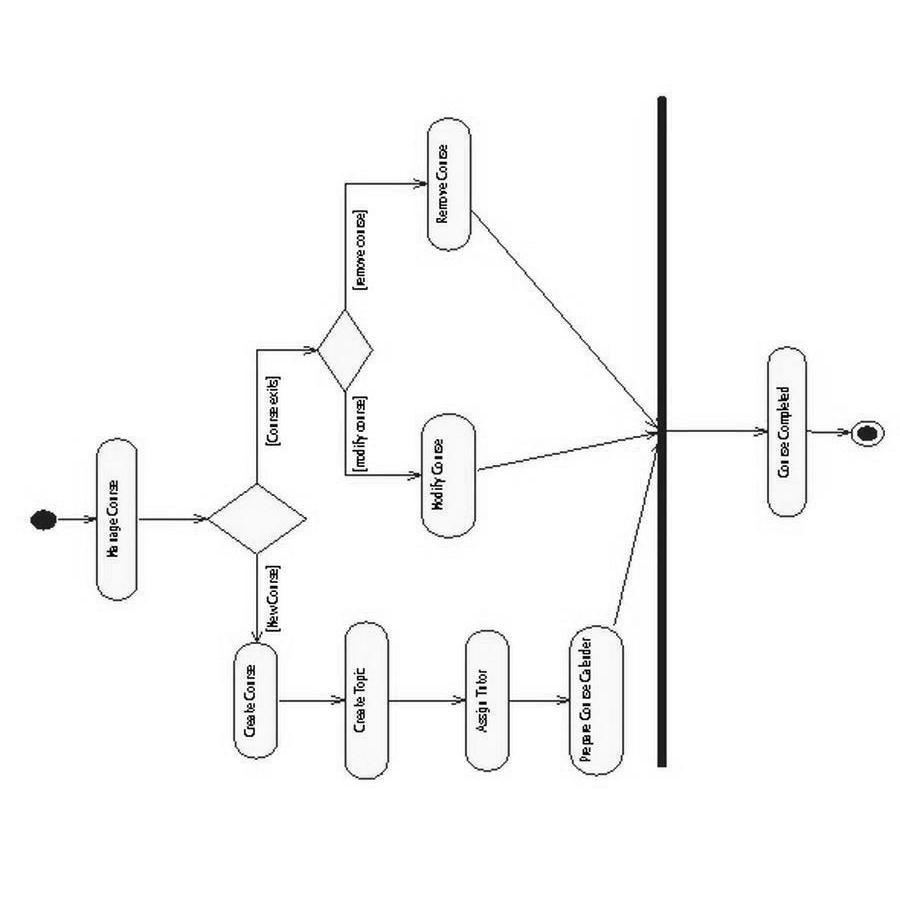 Manage Course
[New Course]
[Course exits]
Create Course
[modify course]
[remove course]
Create Topic
Modify Course
Remove Course
Assign Tutor
Prepare Course Calender
Course Completed